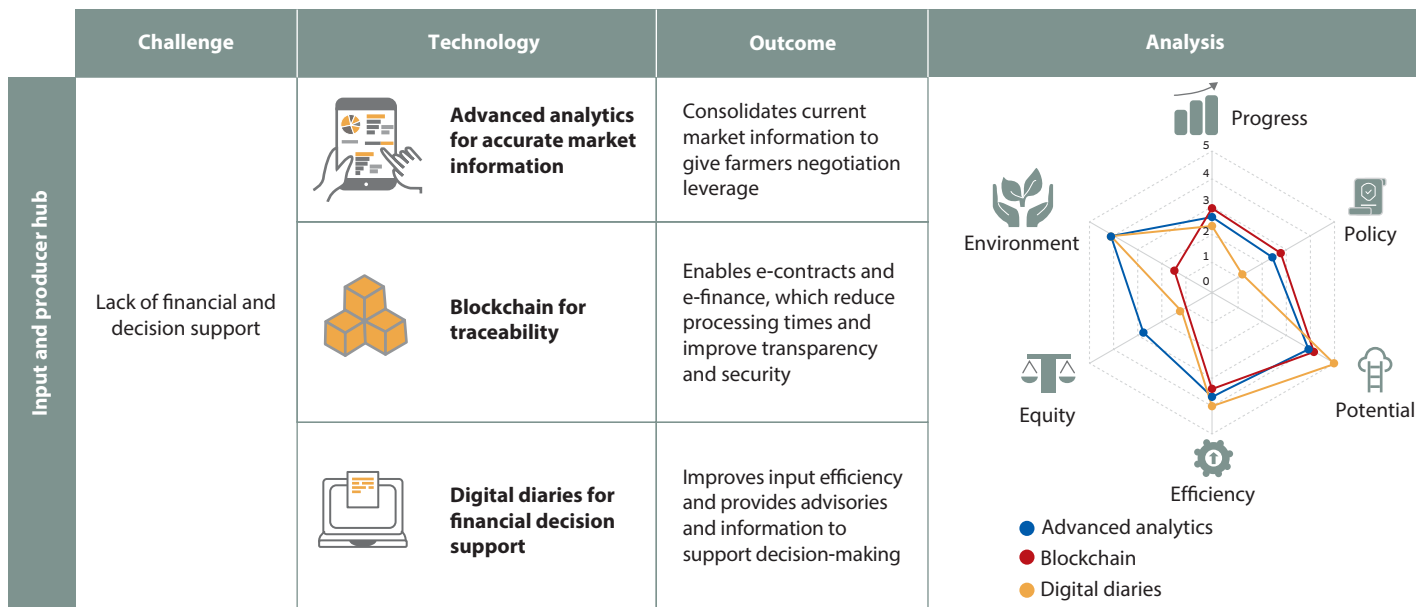 Challenge
Technology
Outcome
Analysis
Input and producer hub
Lack of financial and
decision support
Advanced analytics
for accurate market
information
Consolidates current
market information to
give farmers negotiation
leverage
Blockchain for
traceability
Enables e-contracts and
e-finance, which reduce
processing times and
improve transparency
and security
Digital diaries for
financial decision
support
Improves input efficiency
and provides advisories
and information to
support decision-making
Progress
5
4
3
2
1
0
Environment
Policy
Equity
Potential
Efficiency
Advanced analytics
Blockchain
Digital diaries